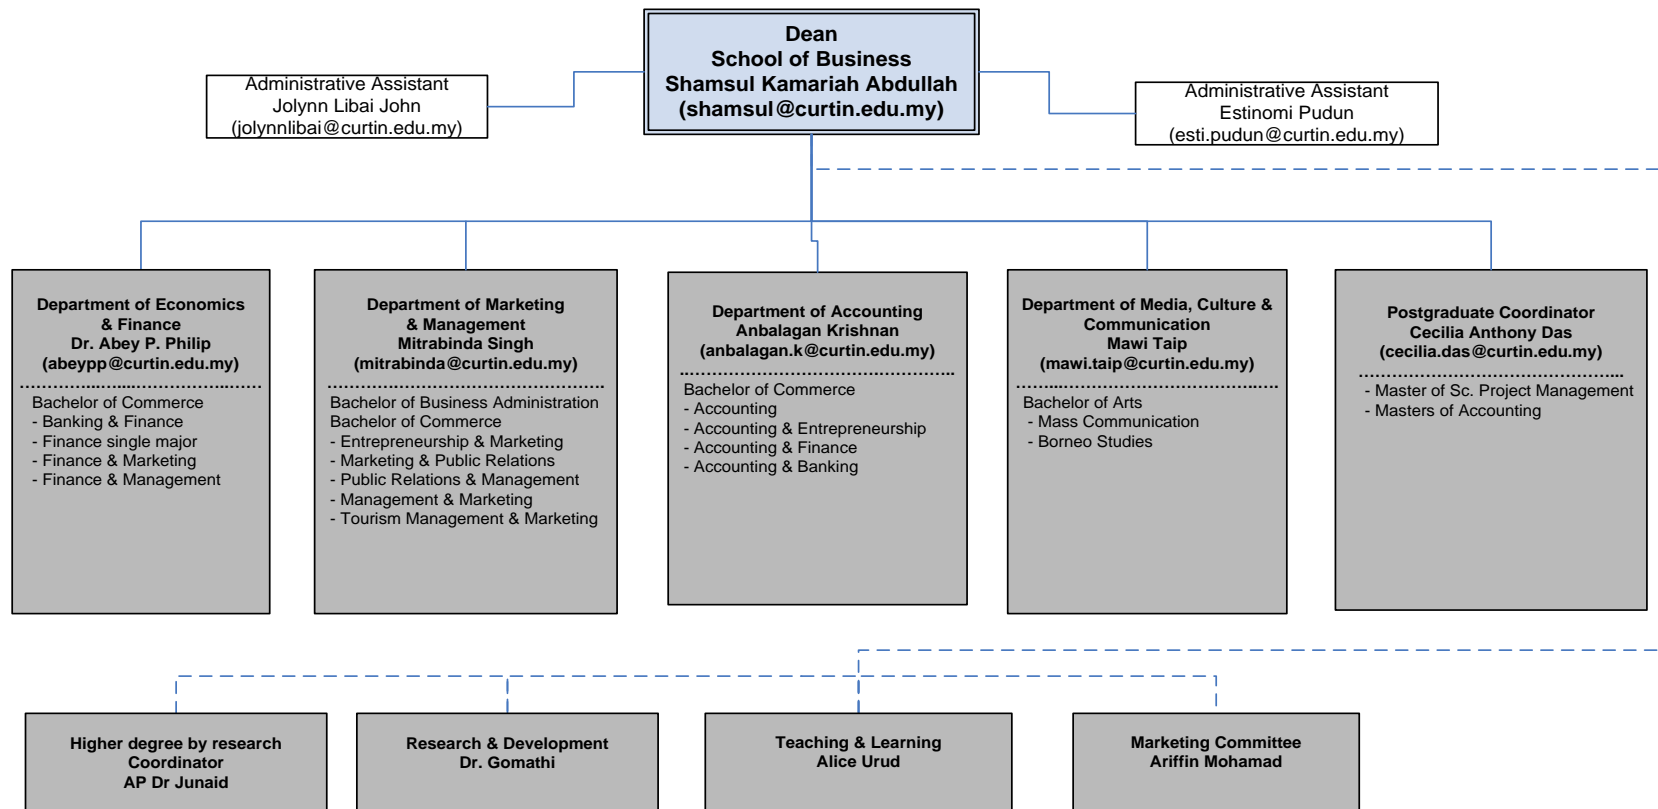 Dean
School of Business
Shamsul Kamariah Abdullah
(shamsul@curtin.edu.my)
Administrative Assistant
Jolynn Libai John
(jolynnlibai@curtin.edu.my)
Administrative Assistant
Estinomi Pudun
(esti.pudun@curtin.edu.my)
Department of Economics
& Finance
Dr. Abey P. Philip
(abeypp@curtin.edu.my)
Bachelor of Commerce
- Banking & Finance
- Finance single major
- Finance & Marketing
- Finance & Management
Department of Marketing
& Management
Mitrabinda Singh
(mitrabinda@curtin.edu.my)
Bachelor of Business Administration
Bachelor of Commerce
- Entrepreneurship & Marketing
- Marketing & Public Relations
- Public Relations & Management
- Management & Marketing
- Tourism Management & Marketing
Department of Accounting
Anbalagan Krishnan
(anbalagan.k@curtin.edu.my)
Bachelor of Commerce
- Accounting
- Accounting & Entrepreneurship
- Accounting & Finance
- Accounting & Banking
Department of Media, Culture &
Communication
Mawi Taip
(mawi.taip@curtin.edu.my)
Bachelor of Arts
- Mass Communication
- Borneo Studies
Postgraduate Coordinator
Cecilia Anthony Das
(cecilia.das@curtin.edu.my)
- Master of Sc. Project Management
- Masters of Accounting
Higher degree by research
Coordinator
AP Dr Junaid
Research & Development
Dr. Gomathi
Teaching & Learning
Alice Urud
Marketing Committee
Ariffin Mohamad